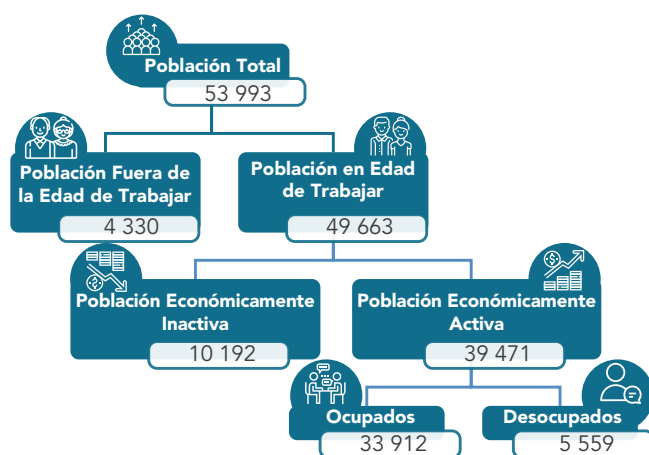 Población Total
53 993
Población Fuera de
la Edad de Trabajar
4 330
Población en Edad
de Trabajar
49 663
Población Económicamente
Inactiva
10 192
Población Económicamente
Activa
39 471
Ocupados
33 912
Desocupados
5 559